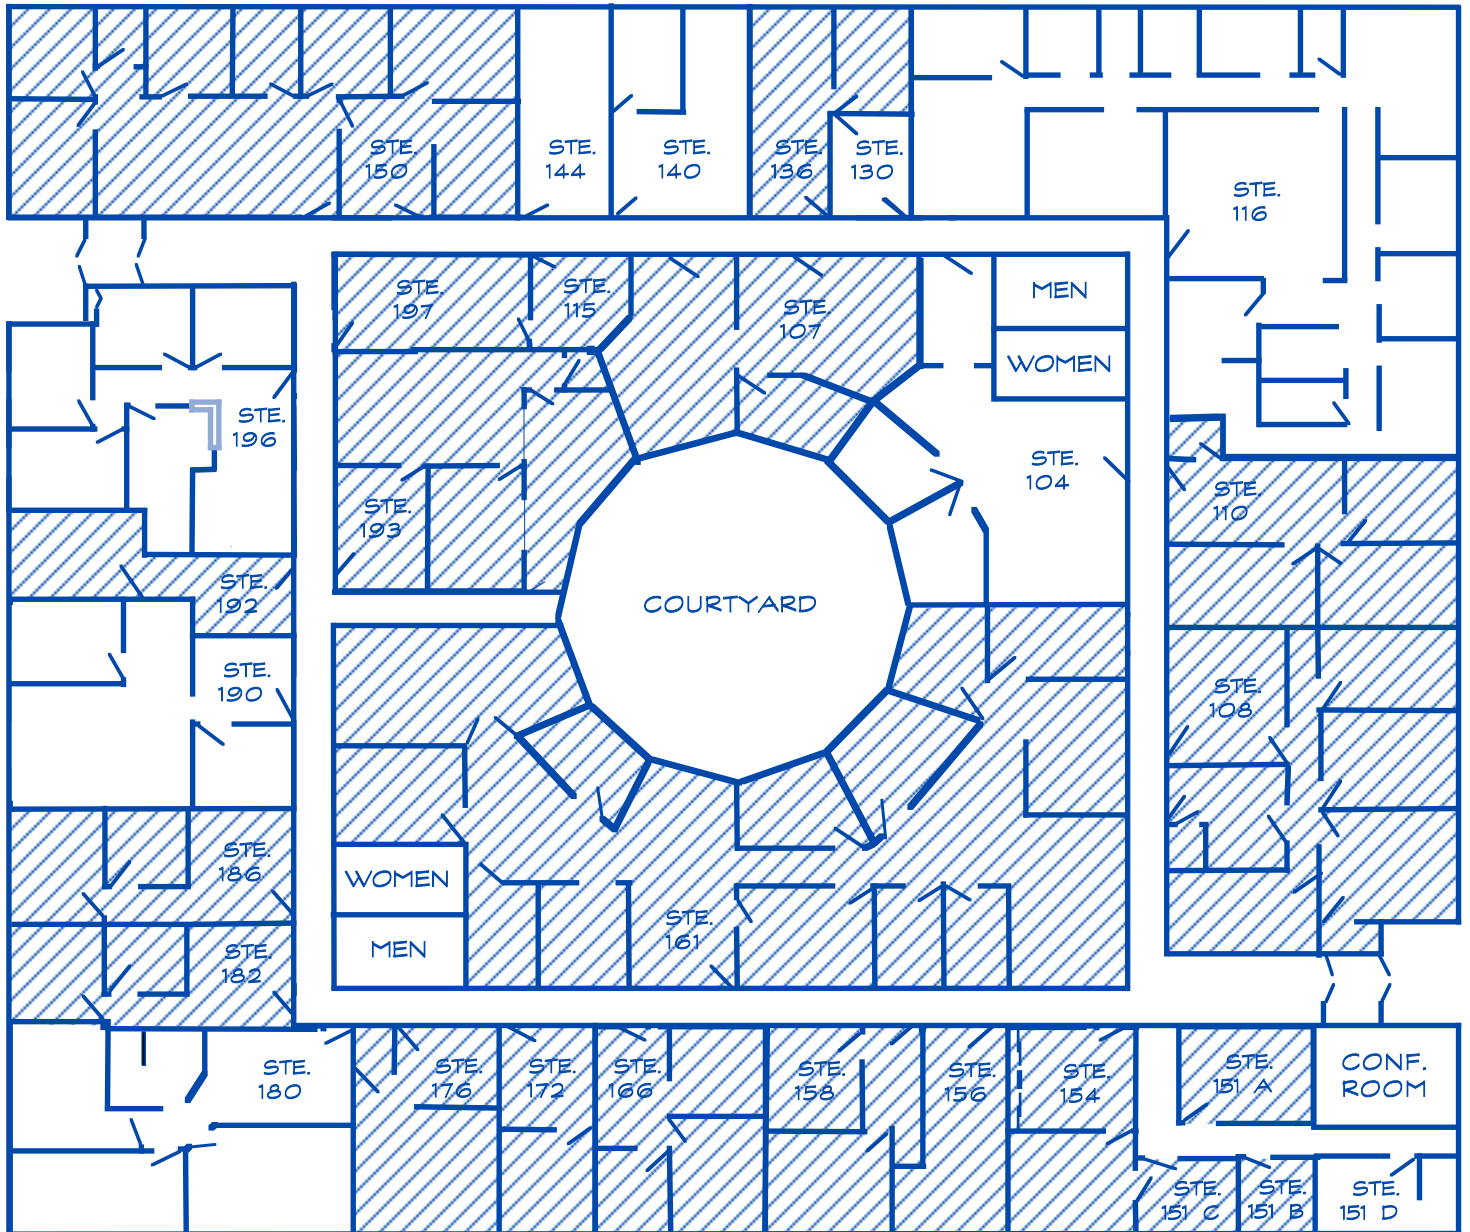 STE.
150
STE.
144
STE.
140
STE.
136
STE.
130
STE.
116
STE.
197
STE.
115
STE.
107
MEN
WOMEN
STE.
196
STE.
193
STE.
104
STE.
110
STE.
192
COURTYARD
STE.
190
STE.
108
STE.
186
WOMEN
MEN
STE.
161
STE.
182
STE.
180
STE.
176
STE.
172
STE.
166
STE.
158
STE.
156
STE.
154
STE.
151 A
CONF.
ROOM
STE.
151 C
STE.
151 B
STE.
151 D